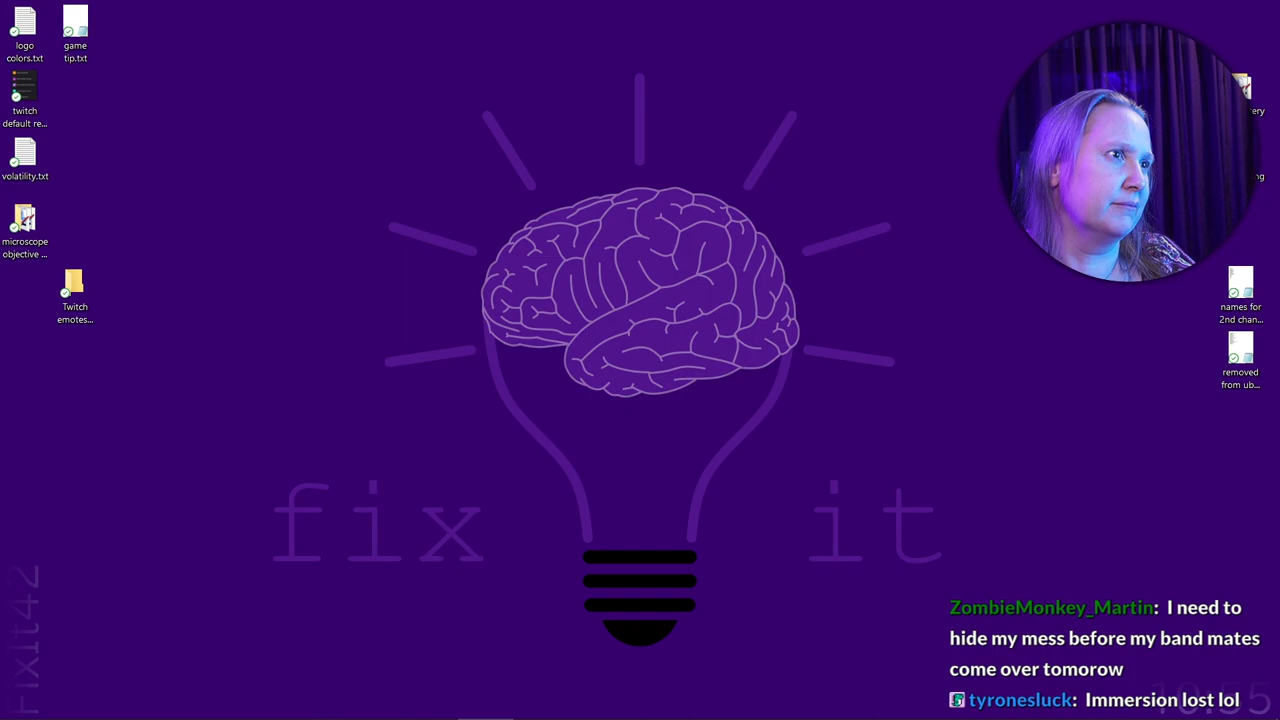 logo
colors.txt
game
tip.txt
twitch
default re...
volatility.txt
microscope
objective ...
Twitch
emotes...
names for
2nd chan...
removed
from ub...
fix it
FixIt42
ZombieMonkey_Martin: I need to
hide my mess before my band mates
come over tomorow
tyronesluck: Immersion lost lol